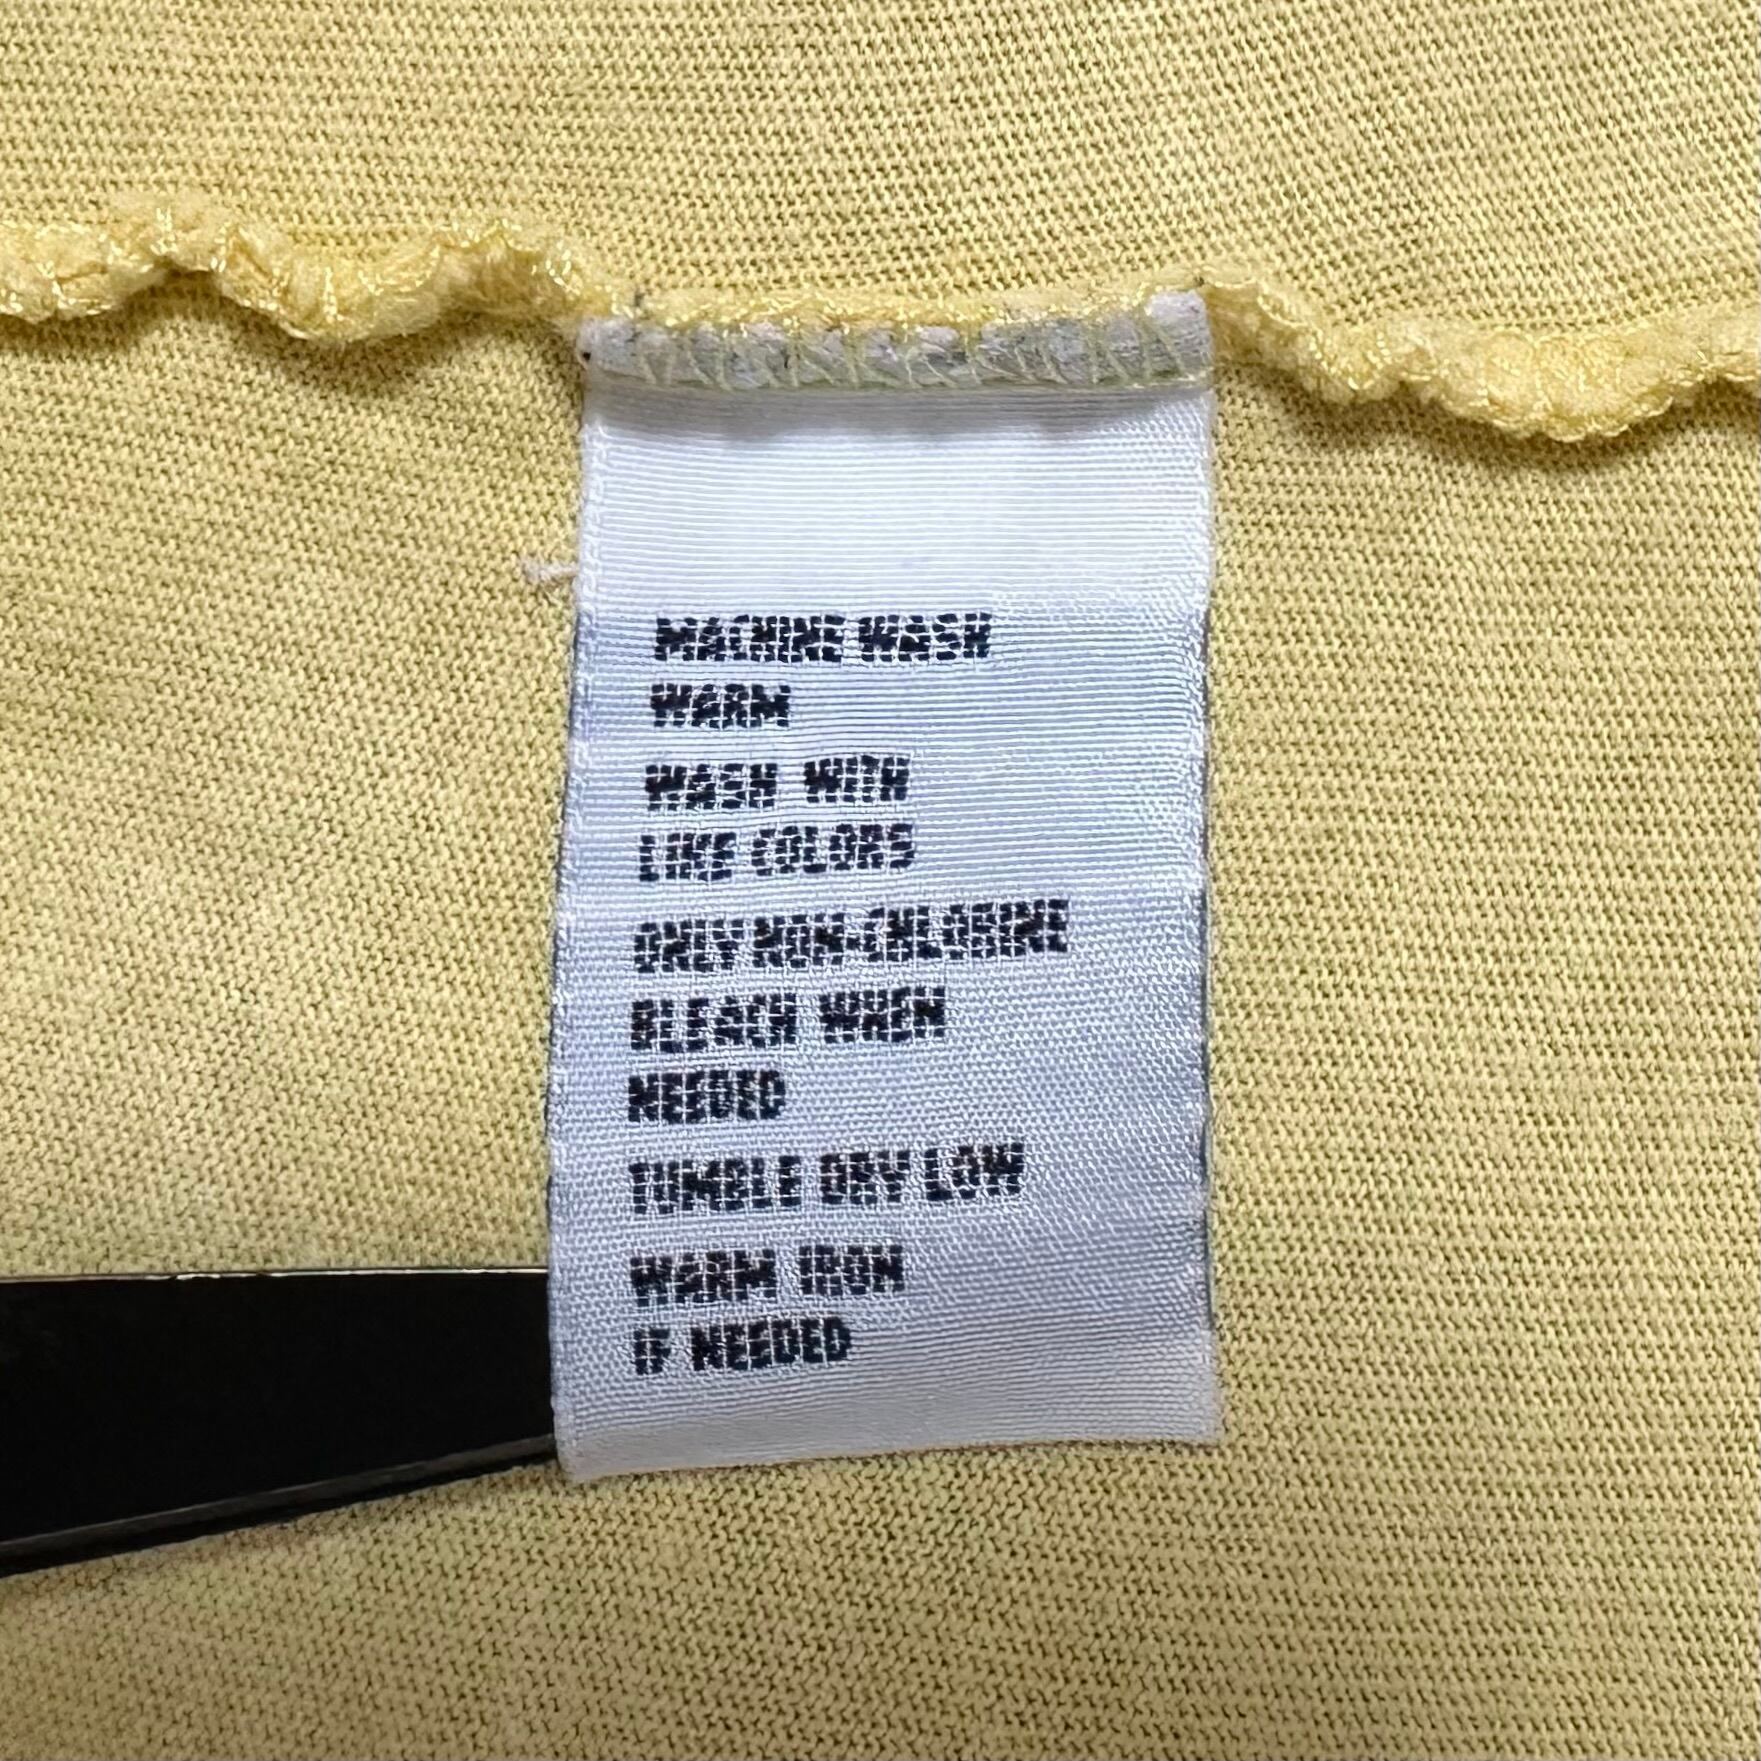 MACHINE WASH
WARM
WASH WITH
LIKE COLORS
ONLY NON-CHLORINE
BLEACH WHEN
NEEDED
TUMBLE DRY LOW
WARM IRON
IF NEEDED